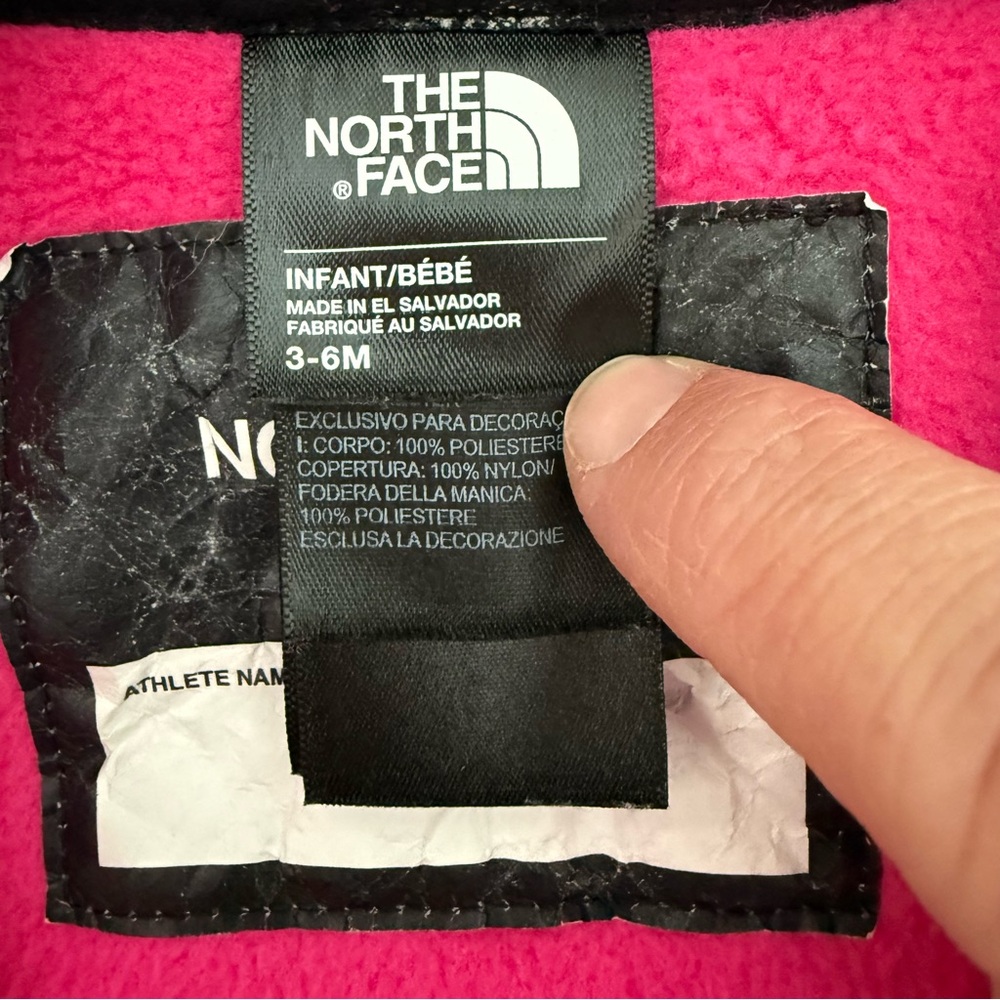 THE
NORTH
® FACE
INFANT/BÉBÉ
MADE IN EL SALVADOR
FABRIQUÉ AU SALVADOR
3-6M
EXCLUSIVO PARA DECORAÇ
I: CORPO: 100% POLIESTERE
COPERTURA: 100% NYLON/
FODERA DELLA MANICA:
100% POLIESTERE
ESCLUSA LA DECORAZIONE
NO
ATHLETE NAM